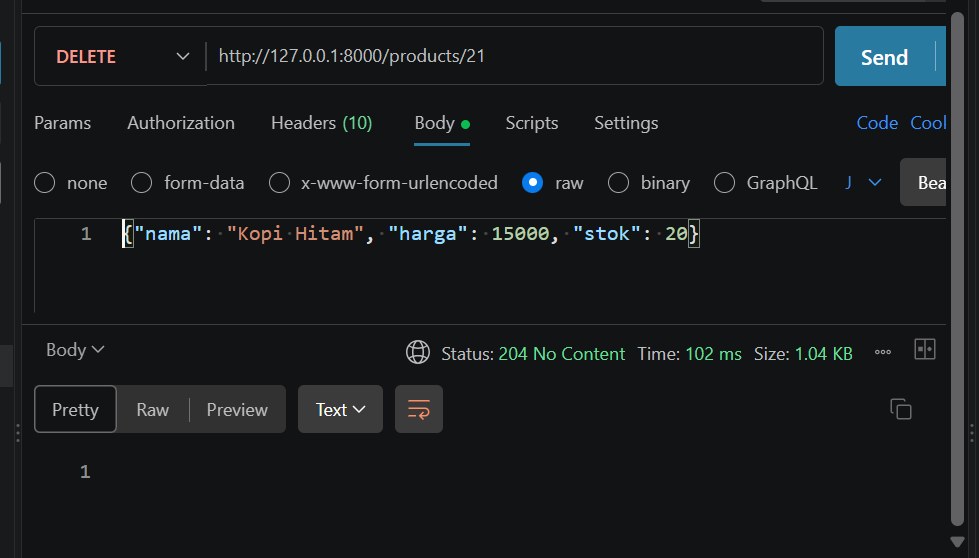 DELETE http://127.0.0.1:8000/products/21 Send
Params Authorization Headers (10) Body Scripts Settings Code Cool
none form-data x-www-form-urlencoded raw binary GraphQL J Bea
1 {"nama": "Kopi Hitam", "harga": 15000, "stok": 20}
Body Status: 204 No Content Time: 102 ms Size: 1.04 KB
Pretty Raw Preview Text
1